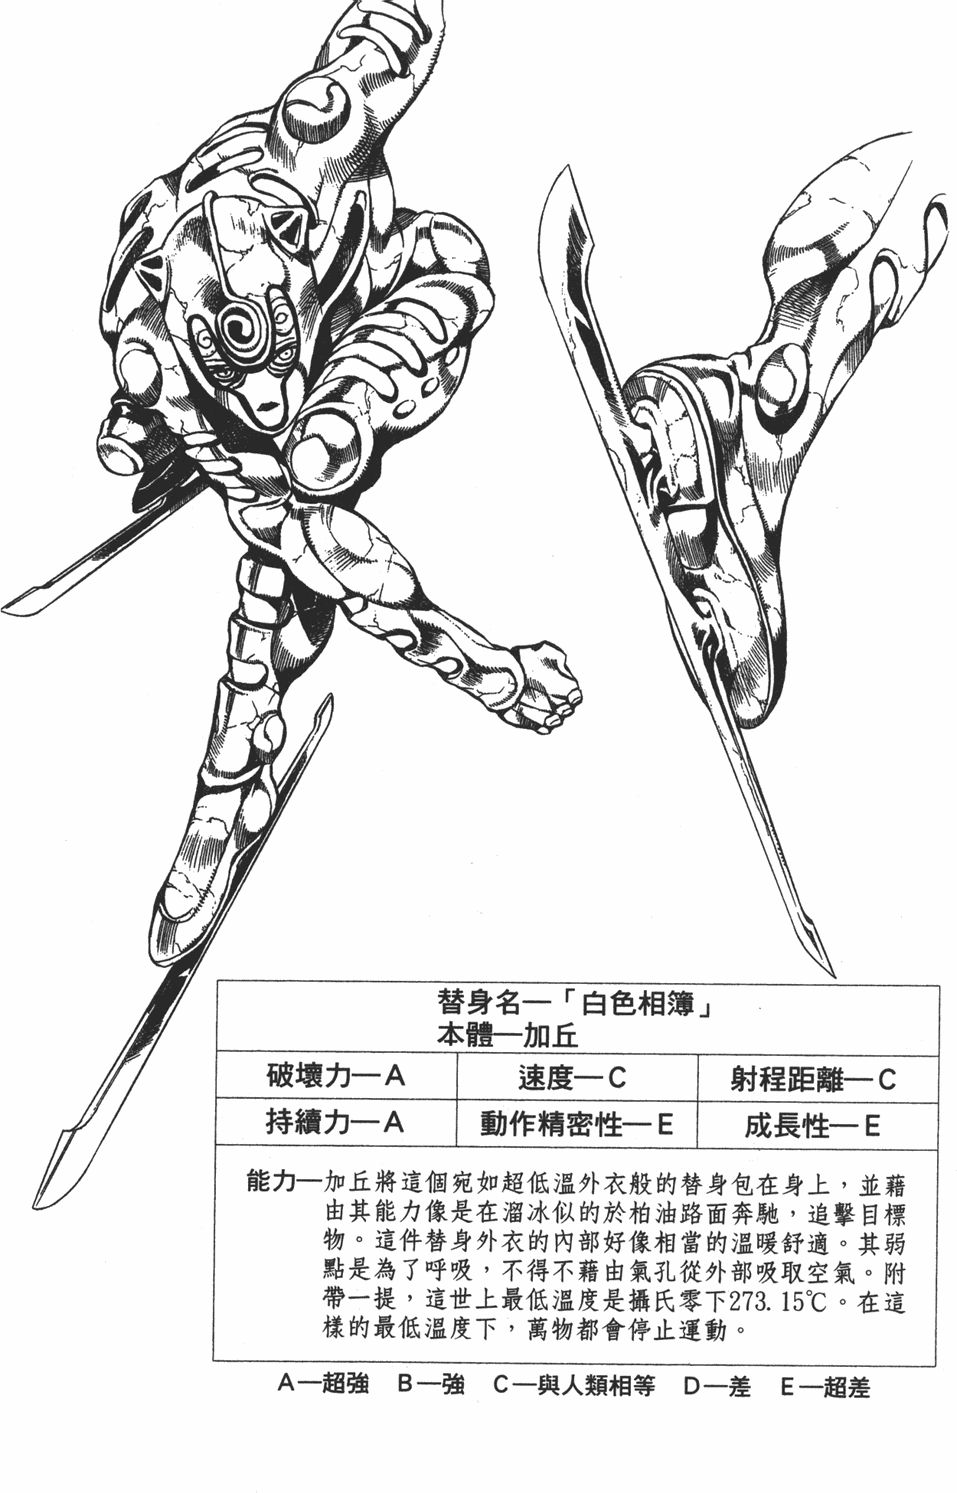 替身名—「白色相簿」
本體—加丘
破壞力—A 速度—C 射程距離—C
持續力—A 動作精密性—E 成長性—E
能力—加丘將這個宛如超低溫外衣般的替身包在身上，並藉
由其能力像是在溜冰似的於柏油路面奔馳，追擊目標
物。這件替身外衣的內部好像相當的溫暖舒適。其弱
點是為了呼吸，不得不藉由氣孔從外部吸取空氣。附
帶一提，這世上最低溫度是攝氏零下273.15℃。在這
樣的最低溫度下，萬物都會停止運動。
A—超強 B—強 C—與人類相等 D—差 E—超差